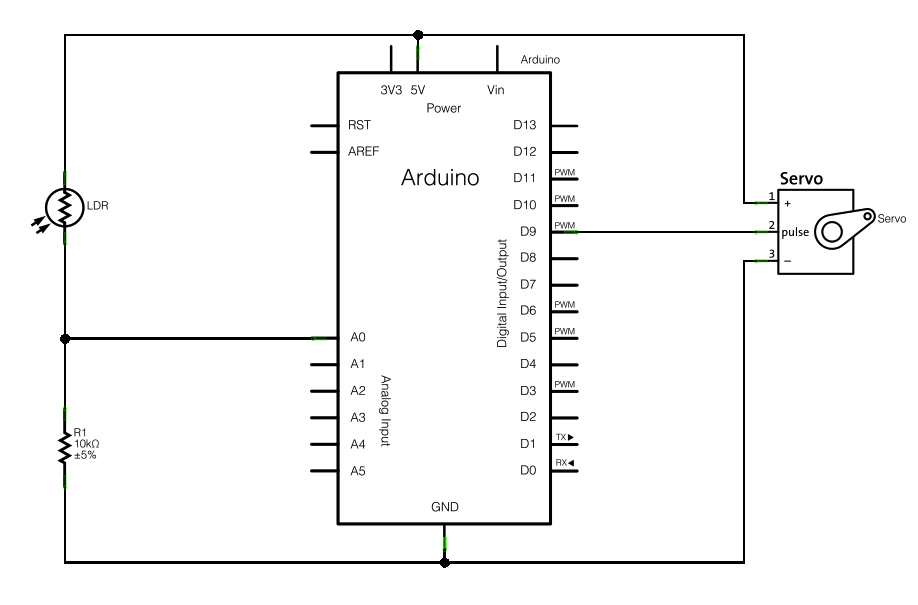 Arduino
3V3 5V Vin
Power
RST
AREF
Arduino
D13
D12
D11 PWM
D10 PWM
D9 PWM
D8
D7
D6 PWM
D5 PWM
D4
D3 PWM
D2
D1 TX▶
D0 RX◀
Digital Input/Output
A0
A1
A2
A3
A4
A5
Analog Input
GND
LDR
R1
10kΩ
±5%
Servo
1 +
2 pulse
3 −
Servo